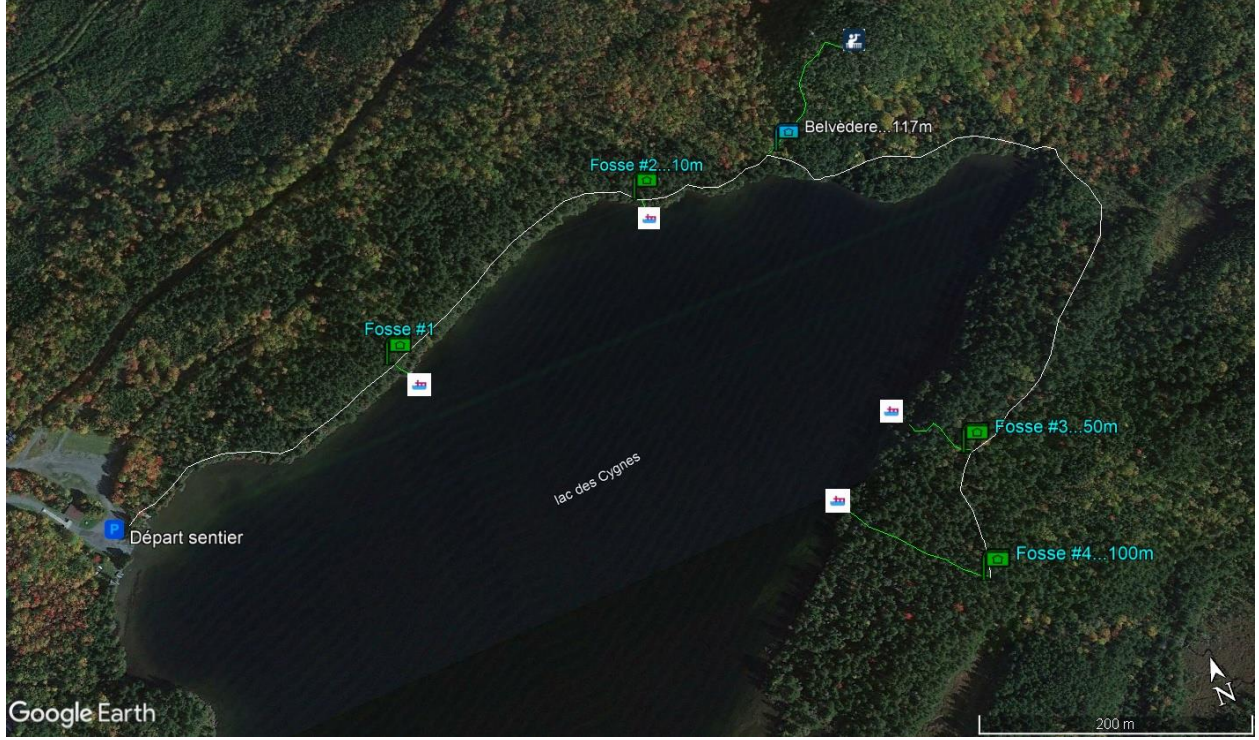 Belvèdere...117m
Fosse #2...10m
Fosse #1
Fosse #3...50m
lac des Cygnes
P
Départ sentier
Fosse #4...100m
N
Google Earth
200 m